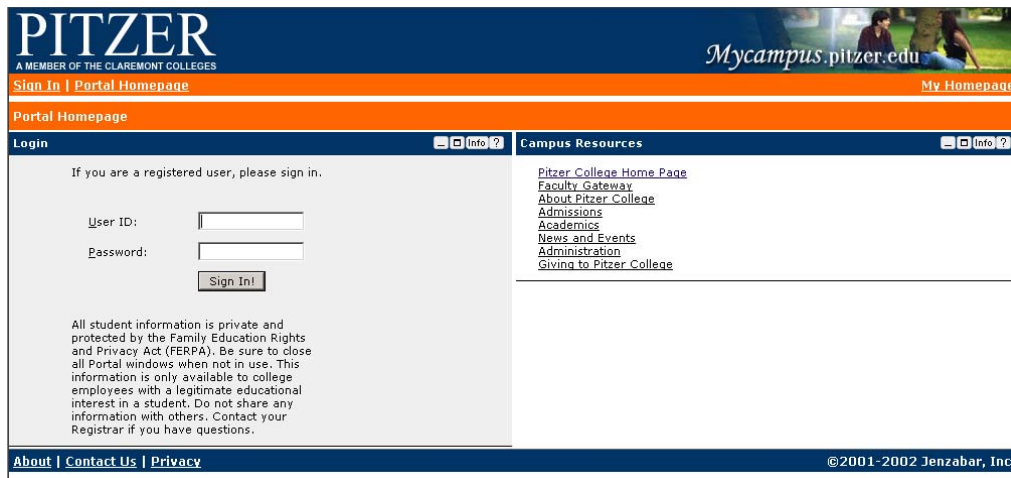 PITZER
A MEMBER OF THE CLAREMONT COLLEGES
Mycampus.pitzer.edu
Sign In | Portal Homepage
My Homepage
Portal Homepage
Login
Info ?
If you are a registered user, please sign in.
User ID:
Password:
Sign In!
All student information is private and
protected by the Family Education Rights
and Privacy Act (FERPA). Be sure to close
all Portal windows when not in use. This
information is only available to college
employees with a legitimate educational
interest in a student. Do not share any
information with others. Contact your
Registrar if you have questions.
Campus Resources
Info ?
Pitzer College Home Page
Faculty Gateway
About Pitzer College
Admissions
Academics
News and Events
Administration
Giving to Pitzer College
About | Contact Us | Privacy
©2001-2002 Jenzabar, Inc